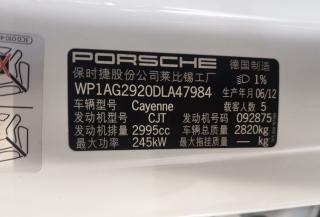 PORSCHE 德国制造
保时捷股份公司莱比锡工厂 1%
WP1AG2920DLA47984 生产年月 06/12
车辆型号 Cayenne 载客人数 5
发动机型号 CJT 发动机号码 092875
发动机排量 2995cc 车辆总质量 2820kg
最大功率 245kW 最大拖挂质量 — kg